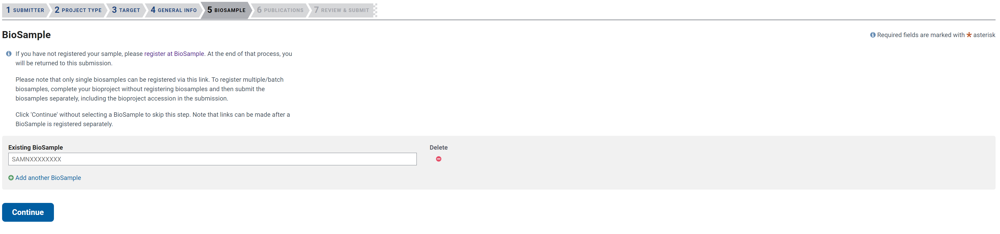 1 SUBMITTER 2 PROJECT TYPE 3 TARGET 4 GENERAL INFO 5 BIOSAMPLE 6 PUBLICATIONS 7 REVIEW & SUBMIT
BioSample
Required fields are marked with * asterisk
If you have not registered your sample, please register at BioSample. At the end of that process, you
will be returned to this submission.
Please note that only single biosamples can be registered via this link. To register multiple/batch
biosamples, complete your bioproject without registering biosamples and then submit the
biosamples separately, including the bioproject accession in the submission.
Click 'Continue' without selecting a BioSample to skip this step. Note that links can be made after a
BioSample is registered separately.
Existing BioSample
Delete
SAMNXXXXXXXX
Add another BioSample
Continue